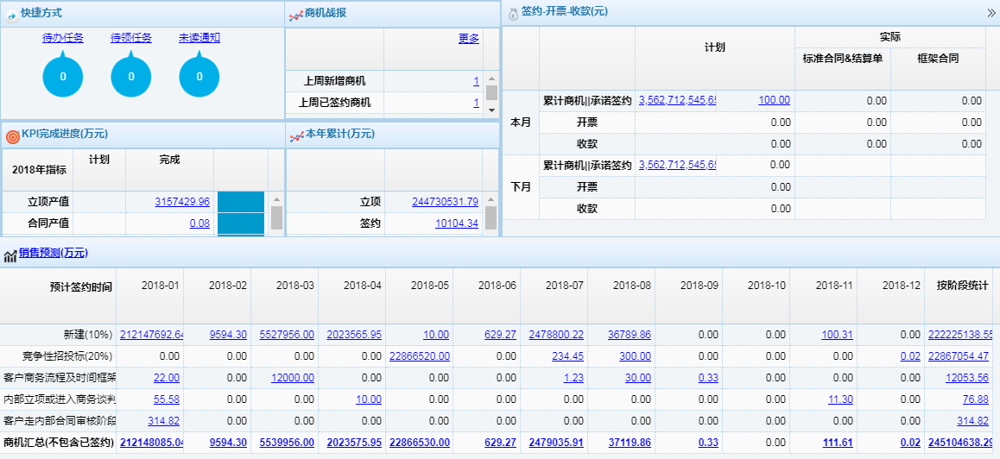 快捷方式
待办任务 待领任务 未读通知
0 0 0
商机战报
更多
上周新增商机 1
上周已签约商机 1
签约-开票-收款(元)
计划 实际
标准合同&结算单 框架合同
本月 累计商机||承诺签约 3,562,712,545,65 100.00 0.00 0.00
开票 0.00 0.00 0.00
收款 0.00 0.00 0.00
下月 累计商机||承诺签约 3,562,712,545,65 0.00
开票 0.00
收款 0.00
KPI完成进度(万元)
2018年指标 计划 完成
立项产值 3157429.96
合同产值 0.08
本年累计(万元)
立项 244730531.79
签约 10104.34
销售预测(万元)
预计签约时间 2018-01 2018-02 2018-03 2018-04 2018-05 2018-06 2018-07 2018-08 2018-09 2018-10 2018-11 2018-12 按阶段统计
新建(10%) 212147692.64 9594.30 5527956.00 2023565.95 10.00 629.27 2478800.22 36789.86 0.00 0.00 100.31 0.00 222225138.55
竞争性招投标(20%) 0.00 0.00 0.00 0.00 22866520.00 0.00 234.45 300.00 0.00 0.00 0.00 0.02 22867054.47
客户商务流程及时间框架 22.00 0.00 12000.00 0.00 0.00 0.00 1.23 30.00 0.33 0.00 0.00 0.00 12053.56
内部立项或进入商务谈判 55.58 0.00 0.00 10.00 0.00 0.00 0.00 0.00 0.00 0.00 11.30 0.00 76.88
客户走内部合同审核阶段 314.82 0.00 0.00 0.00 0.00 0.00 0.00 0.00 0.00 0.00 0.00 0.00 314.82
商机汇总(不包含已签约) 212148085.04 9594.30 5539956.00 2023575.95 22866530.00 629.27 2479035.91 37119.86 0.33 0.00 111.61 0.02 245104638.29